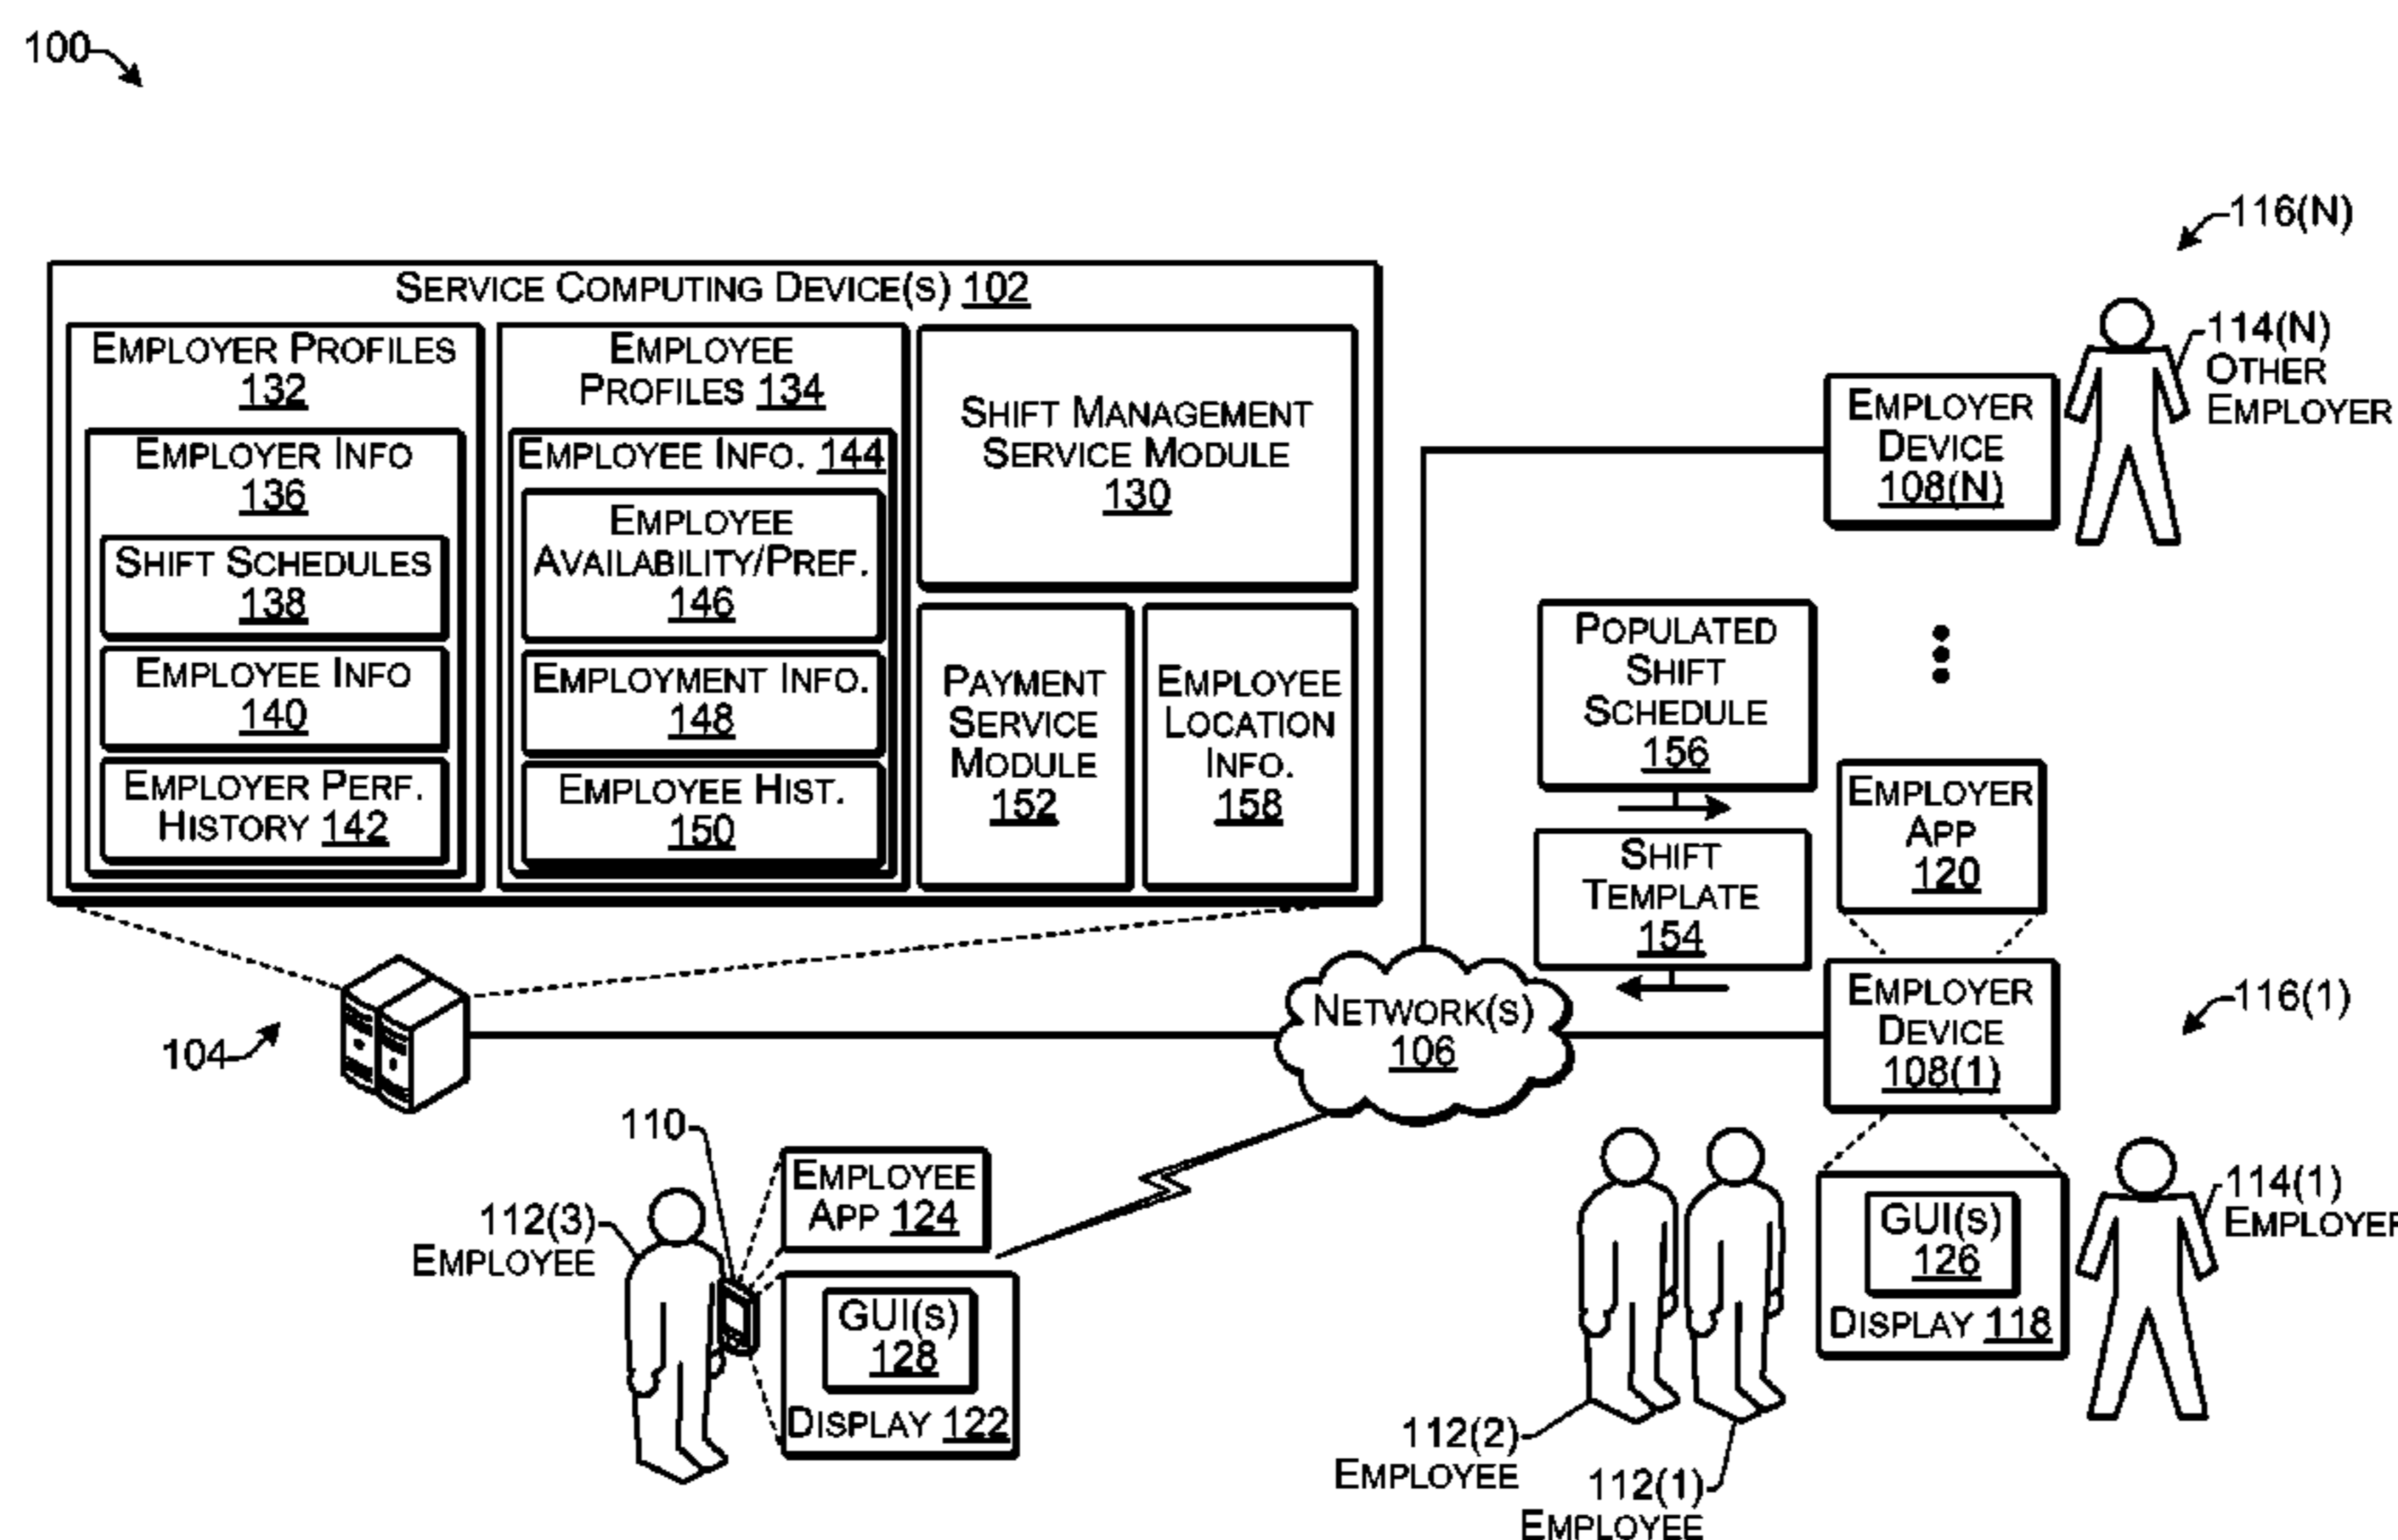 100
SERVICE COMPUTING DEVICE(S) 102
EMPLOYER PROFILES
132
EMPLOYER INFO
136
SHIFT SCHEDULES
138
EMPLOYEE INFO
140
EMPLOYER PERF.
HISTORY 142
EMPLOYEE
PROFILES 134
EMPLOYEE INFO. 144
EMPLOYEE
AVAILABILITY/PREF.
146
EMPLOYMENT INFO.
148
EMPLOYEE HIST.
150
SHIFT MANAGEMENT
SERVICE MODULE
130
PAYMENT
SERVICE
MODULE
152
EMPLOYEE
LOCATION
INFO.
158
116(N)
114(N)
OTHER
EMPLOYER
EMPLOYER
DEVICE
108(N)
POPULATED
SHIFT
SCHEDULE
156
SHIFT
TEMPLATE
154
EMPLOYER
APP
120
EMPLOYER
DEVICE
108(1)
116(1)
NETWORK(S)
106
104
110
EMPLOYEE
APP 124
112(3)
EMPLOYEE
GUI(S)
128
DISPLAY 122
GUI(S)
126
DISPLAY 118
114(1)
EMPLOYER
112(2)
EMPLOYEE
112(1)
EMPLOYEE